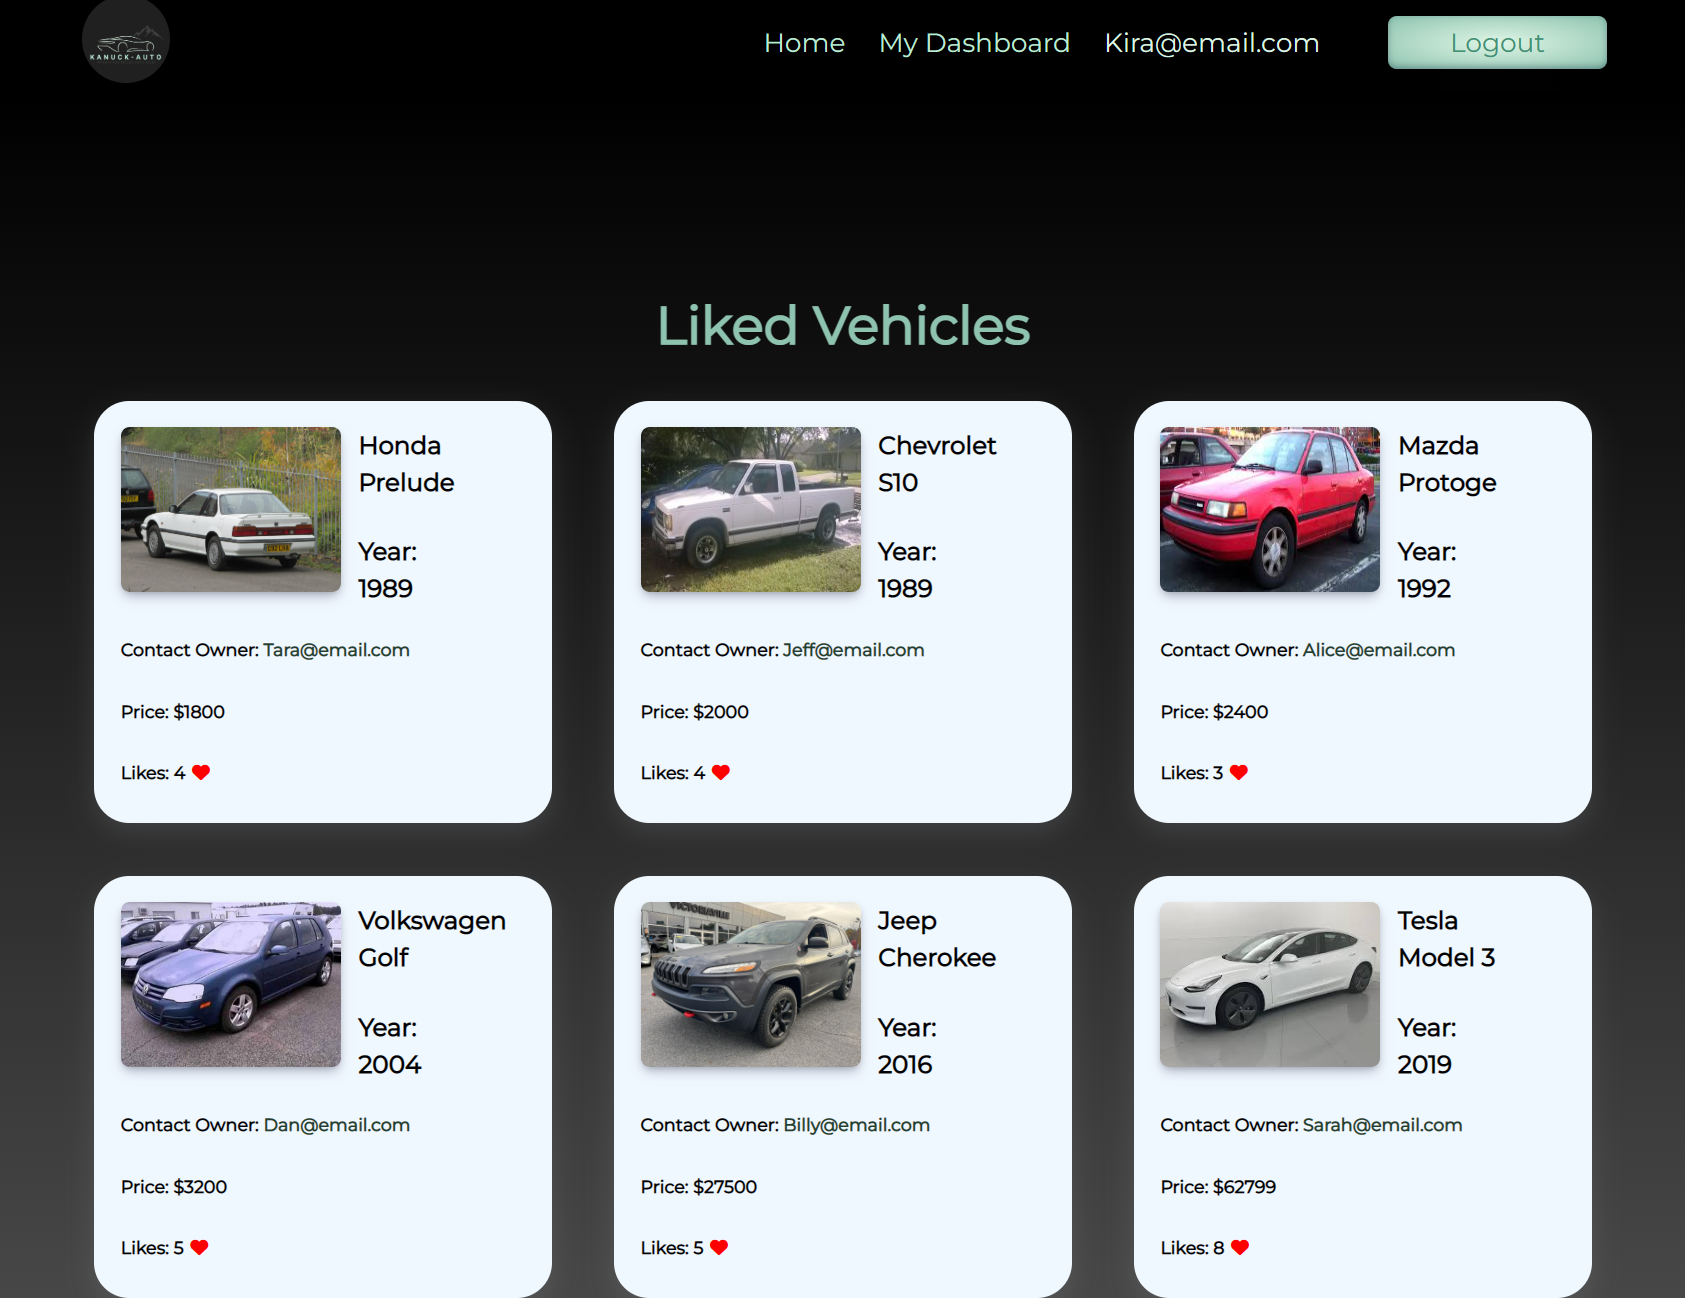 KANUCK-AUTO
Home My Dashboard Kira@email.com Logout
Liked Vehicles
Honda
Prelude
Year:
1989
Contact Owner: Tara@email.com
Price: $1800
Likes: 4
Chevrolet
S10
Year:
1989
Contact Owner: Jeff@email.com
Price: $2000
Likes: 4
Mazda
Protoge
Year:
1992
Contact Owner: Alice@email.com
Price: $2400
Likes: 3
Volkswagen
Golf
Year:
2004
Contact Owner: Dan@email.com
Price: $3200
Likes: 5
VICTORIAVILLE
Jeep
Cherokee
Year:
2016
Contact Owner: Billy@email.com
Price: $27500
Likes: 5
Tesla
Model 3
Year:
2019
Contact Owner: Sarah@email.com
Price: $62799
Likes: 8